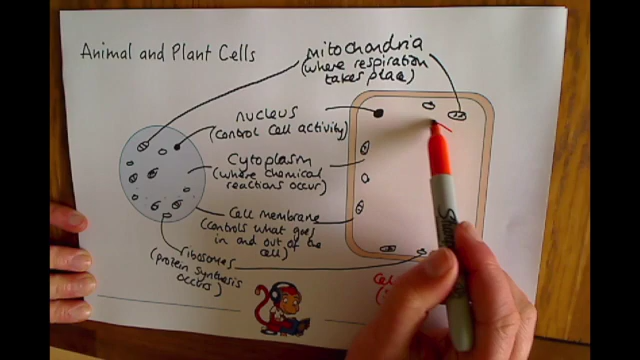 Animal and Plant Cells
mitochondria
(where respiration
takes place)
nucleus
(control cell activity)
Cytoplasm
(where chemical
reactions occur)
Cell membrane
(controls what goes
in and out of the
cell)
ribosomes
(protein synthesis
occurs)
Sharpie